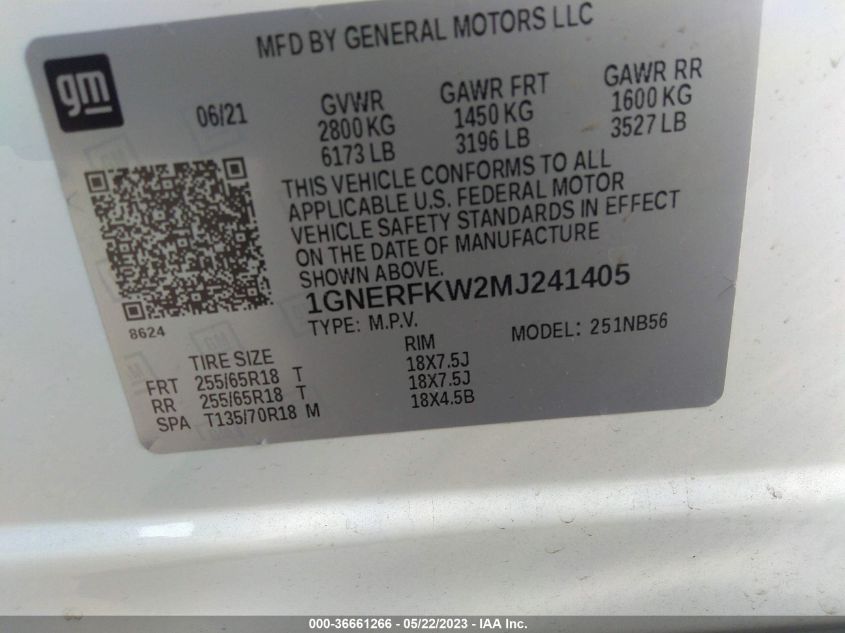 MFD BY GENERAL MOTORS LLC
gm
06/21
GVWR
2800 KG
6173 LB
GAWR FRT
1450 KG
3196 LB
GAWR RR
1600 KG
3527 LB
THIS VEHICLE CONFORMS TO ALL
APPLICABLE U.S. FEDERAL MOTOR
VEHICLE SAFETY STANDARDS IN EFFECT
ON THE DATE OF MANUFACTURE
SHOWN ABOVE.
1GNERFKW2MJ241405
TYPE: M.P.V.
MODEL: 251NB56
8624
TIRE SIZE RIM
FRT 255/65R18 T 18X7.5J
RR 255/65R18 T 18X7.5J
SPA T135/70R18 M 18X4.5B
000-36661266 - 05/22/2023 - IAA Inc.